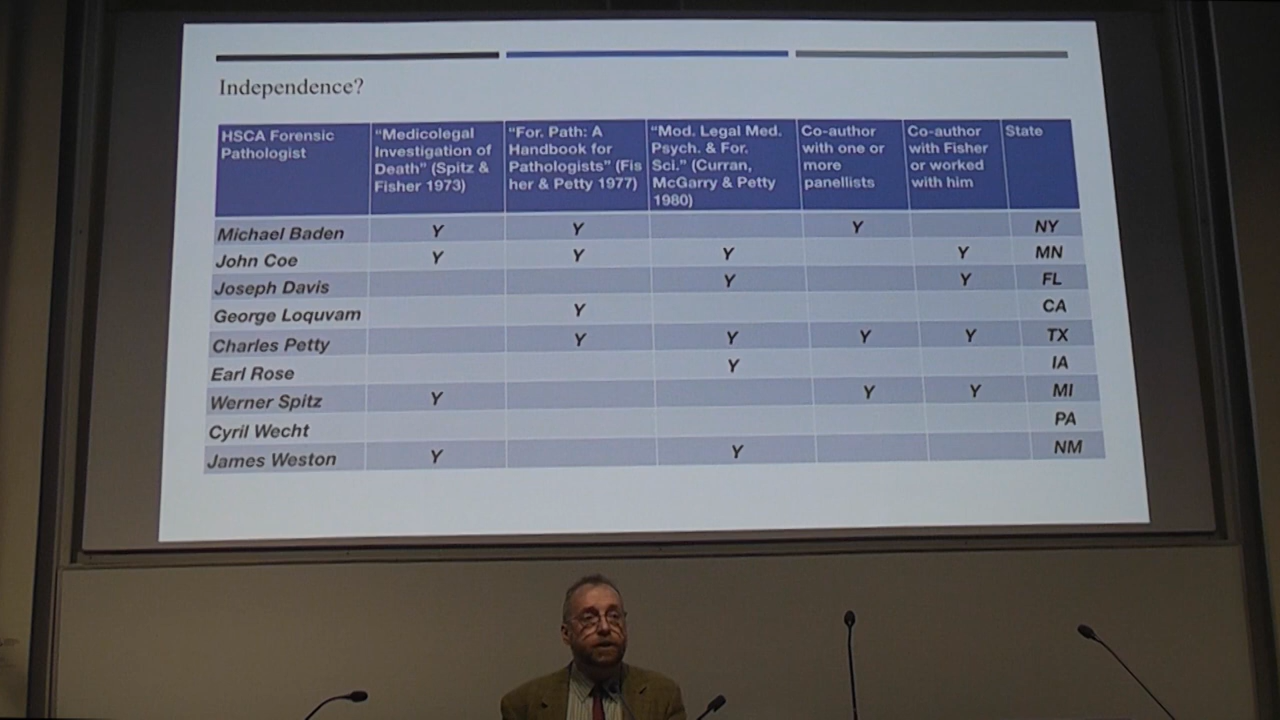 Independence?
HSCA Forensic Pathologist
"Medicolegal Investigation of Death" (Spitz & Fisher 1973)
"For. Path: A Handbook for Pathologists" (Fisher & Petty 1977)
"Mod. Legal Med. Psych. & For. Sci." (Curran, McGarry & Petty 1980)
Co-author with one or more panellists
Co-author with Fisher or worked with him
State
Michael Baden Y Y Y NY
John Coe Y Y Y Y MN
Joseph Davis Y Y FL
George Loquvam Y CA
Charles Petty Y Y Y Y TX
Earl Rose Y IA
Werner Spitz Y Y Y MI
Cyril Wecht PA
James Weston Y Y NM